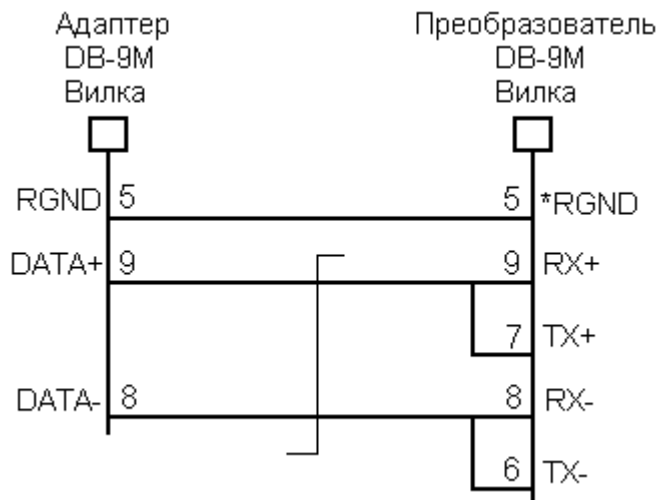 Адаптер
DB-9M
Вилка
Преобразователь
DB-9M
Вилка
RGND 5 5 *RGND
DATA+ 9 9 RX+
7 TX+
DATA- 8 8 RX-
6 TX-